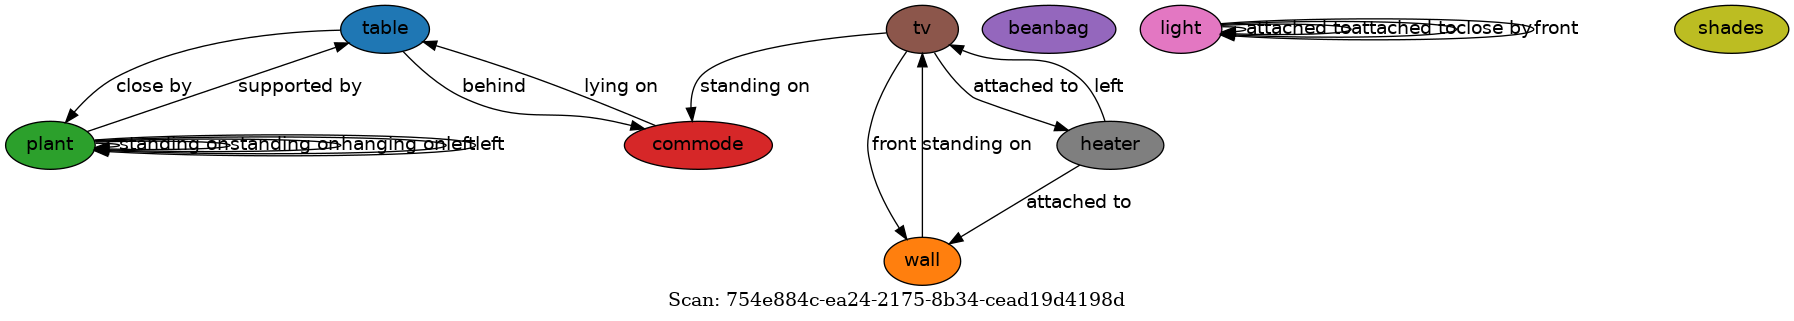 table
tv
beanbag
light
attached to
attached to
close by
front
shades
close by
supported by
behind
lying on
standing on
attached to
left
plant
standing on
standing on
hanging on
left
left
commode
front
standing on
heater
attached to
wall
Scan: 754e884c-ea24-2175-8b34-cead19d4198d